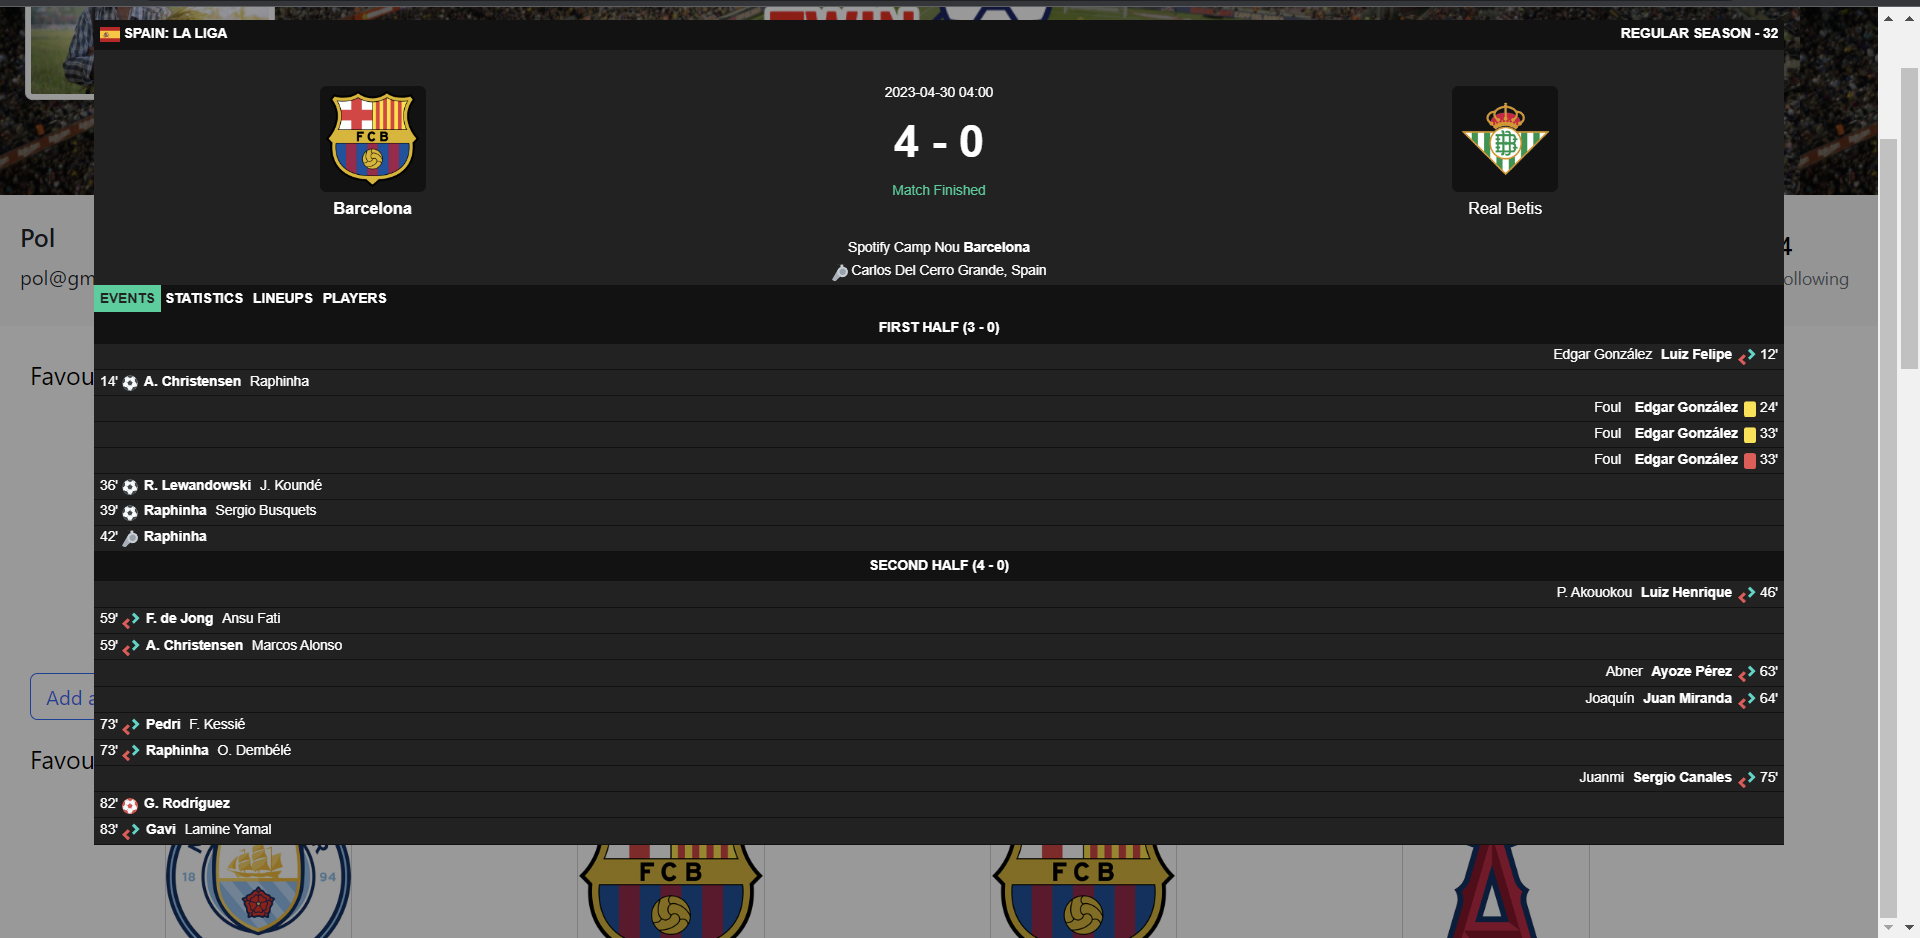 SPAIN: LA LIGA
REGULAR SEASON - 32
2023-04-30 04:00
4 - 0
Match Finished
FCB
Barcelona
Real Betis
Spotify Camp Nou Barcelona
Carlos Del Cerro Grande, Spain
Pol
4
pol@gm
ollowing
EVENTS STATISTICS LINEUPS PLAYERS
FIRST HALF (3 - 0)
Edgar González Luiz Felipe 12'
Favou
14' A. Christensen Raphinha
Foul Edgar González 24'
Foul Edgar González 33'
Foul Edgar González 33'
36' R. Lewandowski J. Koundé
39' Raphinha Sergio Busquets
42' Raphinha
SECOND HALF (4 - 0)
P. Akouokou Luiz Henrique 46'
59' F. de Jong Ansu Fati
59' A. Christensen Marcos Alonso
Abner Ayoze Pérez 63'
Add a
Joaquín Juan Miranda 64'
73' Pedri F. Kessié
73' Raphinha O. Dembélé
Favou
Juanmi Sergio Canales 75'
82' G. Rodríguez
83' Gavi Lamine Yamal
18 94
FCB
FCB
A